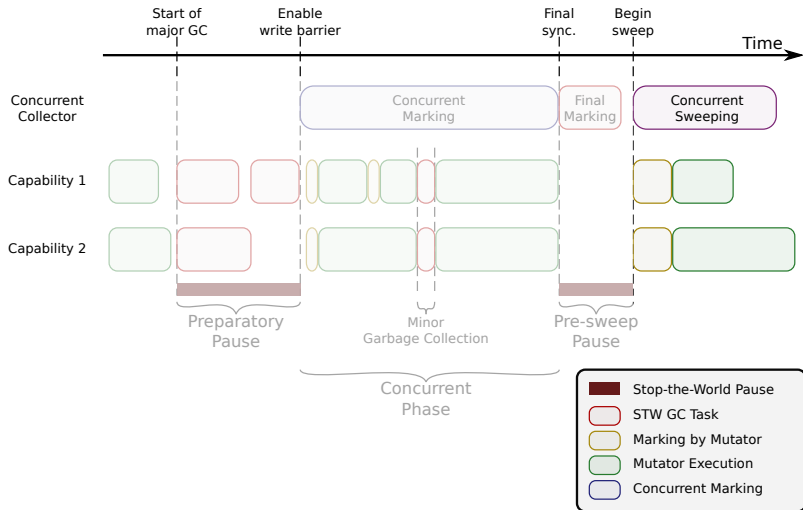 Start of
major GC
Enable
write barrier
Final
sync.
Begin
sweep
Time
Concurrent
Collector
Concurrent
Marking
Final
Marking
Concurrent
Sweeping
Capability 1
Capability 2
Preparatory
Pause
Minor
Garbage Collection
Pre-sweep
Pause
Concurrent
Phase
Stop-the-World Pause
STW GC Task
Marking by Mutator
Mutator Execution
Concurrent Marking